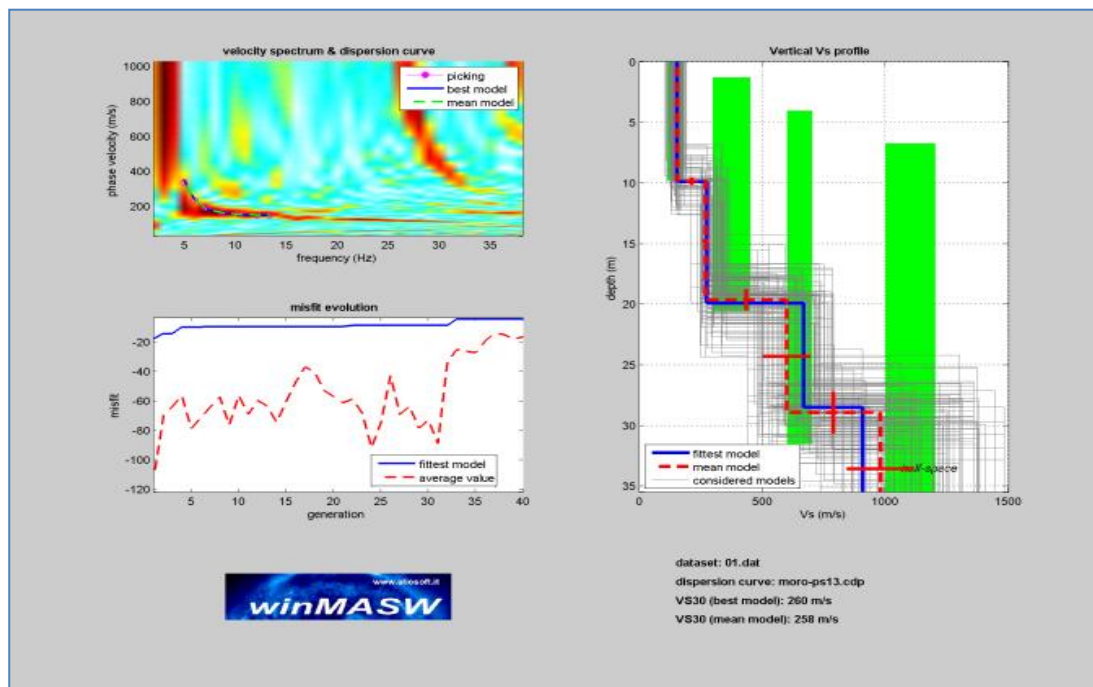 velocity spectrum & dispersion curve
1000
800
600
400
200
phase velocity (m/s)
picking
best model
mean model
5 10 15 20 25 30 35
frequency (Hz)
misfit evolution
-20
-40
-60
-80
-100
-120
misfit
fittest model
average value
5 10 15 20 25 30 35 40
generation
www.eliosoft.it
winMASW
Vertical Vs profile
0
5
10
15
20
25
30
35
depth (m)
fittest model
mean model
considered models
half-space
0 500 1000 1500
Vs (m/s)
dataset: 01.dat
dispersion curve: moro-ps13.cdp
VS30 (best model): 260 m/s
VS30 (mean model): 258 m/s